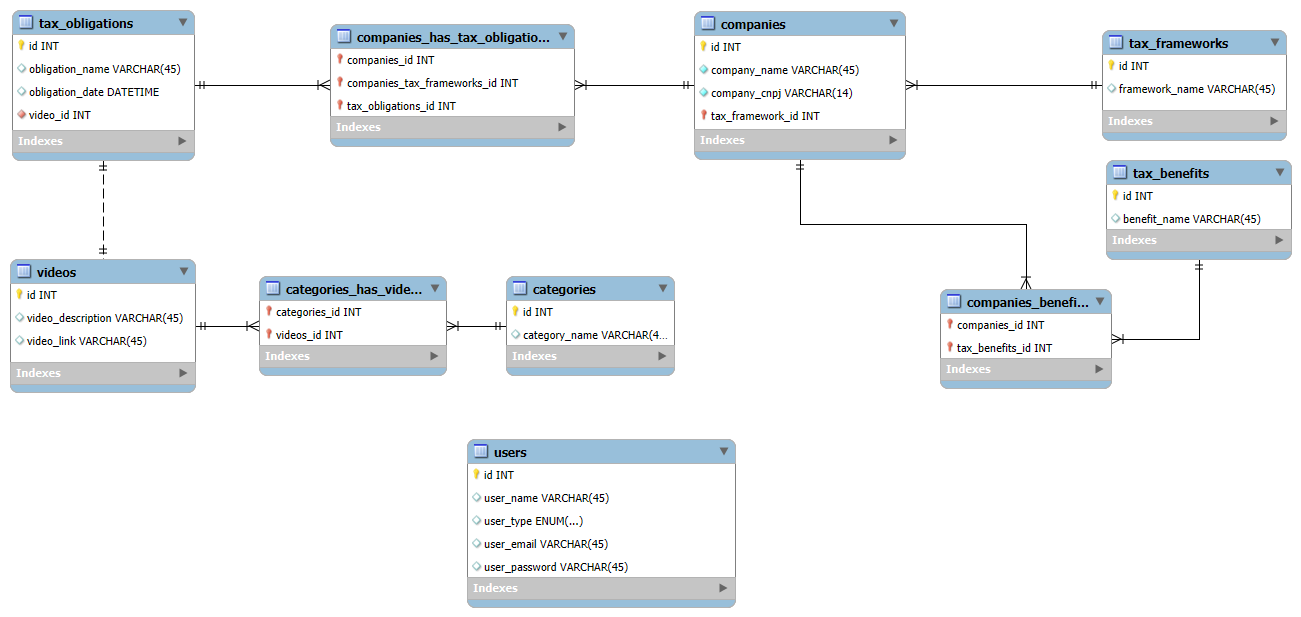 tax_obligations
id INT
obligation_name VARCHAR(45)
obligation_date DATETIME
video_id INT
Indexes
companies_has_tax_obligatio...
companies_id INT
companies_tax_frameworks_id INT
tax_obligations_id INT
Indexes
companies
id INT
company_name VARCHAR(45)
company_cnpj VARCHAR(14)
tax_framework_id INT
Indexes
tax_frameworks
id INT
framework_name VARCHAR(45)
Indexes
tax_benefits
id INT
benefit_name VARCHAR(45)
Indexes
videos
id INT
video_description VARCHAR(45)
video_link VARCHAR(45)
Indexes
categories_has_vide...
categories_id INT
videos_id INT
Indexes
categories
id INT
category_name VARCHAR(4...
Indexes
companies_benefi...
companies_id INT
tax_benefits_id INT
Indexes
users
id INT
user_name VARCHAR(45)
user_type ENUM(...)
user_email VARCHAR(45)
user_password VARCHAR(45)
Indexes